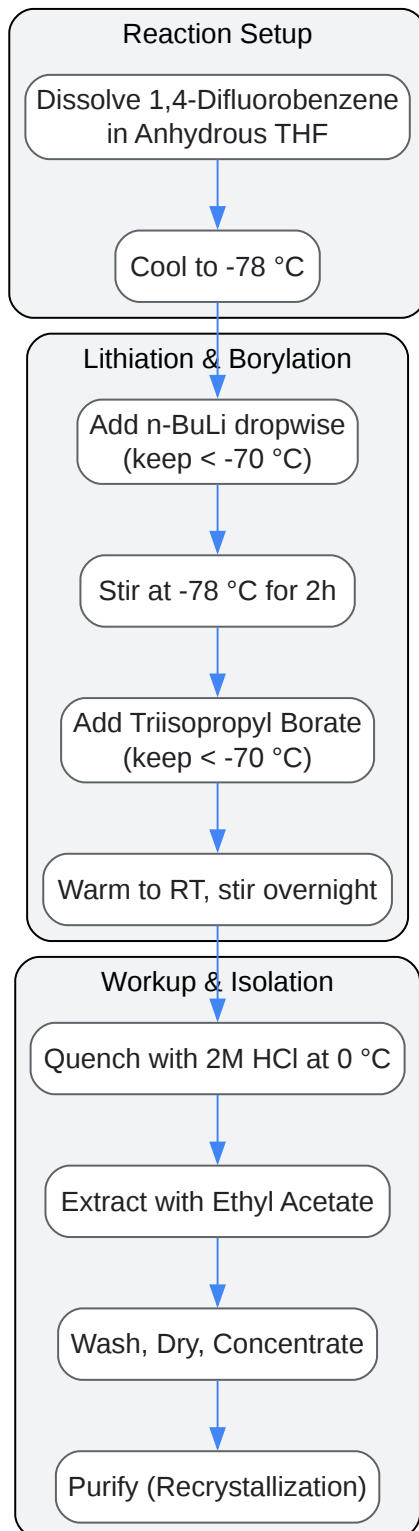 Reaction Setup
Dissolve 1,4-Difluorobenzene
in Anhydrous THF
Cool to -78 °C
Lithiation & Borylation
Add n-BuLi dropwise
(keep < -70 °C)
Stir at -78 °C for 2h
Add Triisopropyl Borate
(keep < -70 °C)
Warm to RT, stir overnight
Workup & Isolation
Quench with 2M HCl at 0 °C
Extract with Ethyl Acetate
Wash, Dry, Concentrate
Purify (Recrystallization)